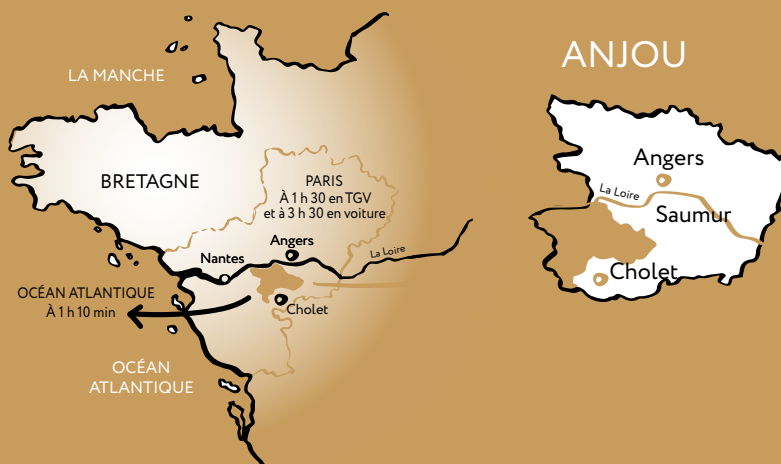 LA MANCHE
BRETAGNE
PARIS
À 1 h 30 en TGV
et à 3 h 30 en voiture
Angers
Nantes
La Loire
OCÉAN ATLANTIQUE
À 1 h 10 min
Cholet
OCÉAN
ATLANTIQUE
ANJOU
Angers
La Loire
Saumur
Cholet